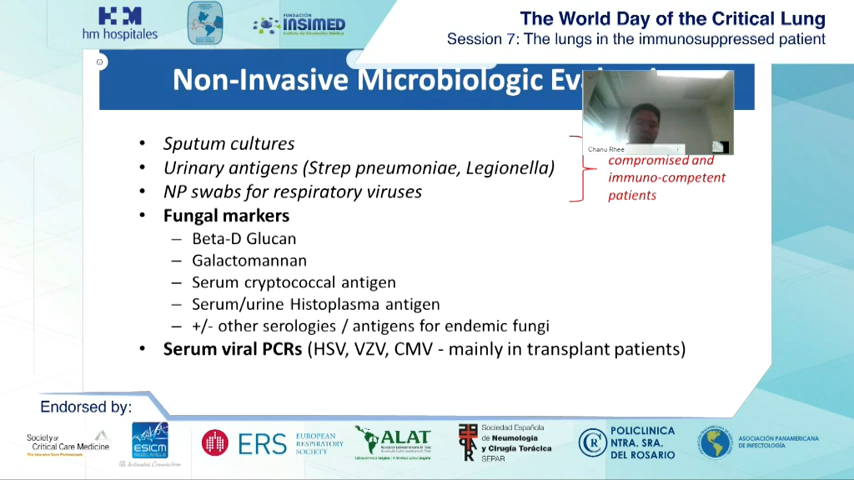 hm hospitales
FUNDACIÓN
INSIMED
The World Day of the Critical Lung
Session 7: The lungs in the immunosuppressed patient
Non-Invasive Microbiologic
Chanu Rhee
• Sputum cultures
• Urinary antigens (Strep pneumoniae, Legionella)
• NP swabs for respiratory viruses
compromised and
immuno-competent
patients
• Fungal markers
– Beta-D Glucan
– Galactomannan
– Serum cryptococcal antigen
– Serum/urine Histoplasma antigen
– +/- other serologies / antigens for endemic fungi
• Serum viral PCRs (HSV, VZV, CMV - mainly in transplant patients)
Endorsed by:
Society of
Critical Care Medicine
ESICM
ERS
EUROPEAN
RESPIRATORY
SOCIETY
ALAT
Sociedad Española
de Neumología
y Cirugía Torácica
SEPAR
POLICLINICA
NTRA. SRA.
DEL ROSARIO
ASOCIACIÓN PANAMERICANA
DE INFECTOLOGÍA